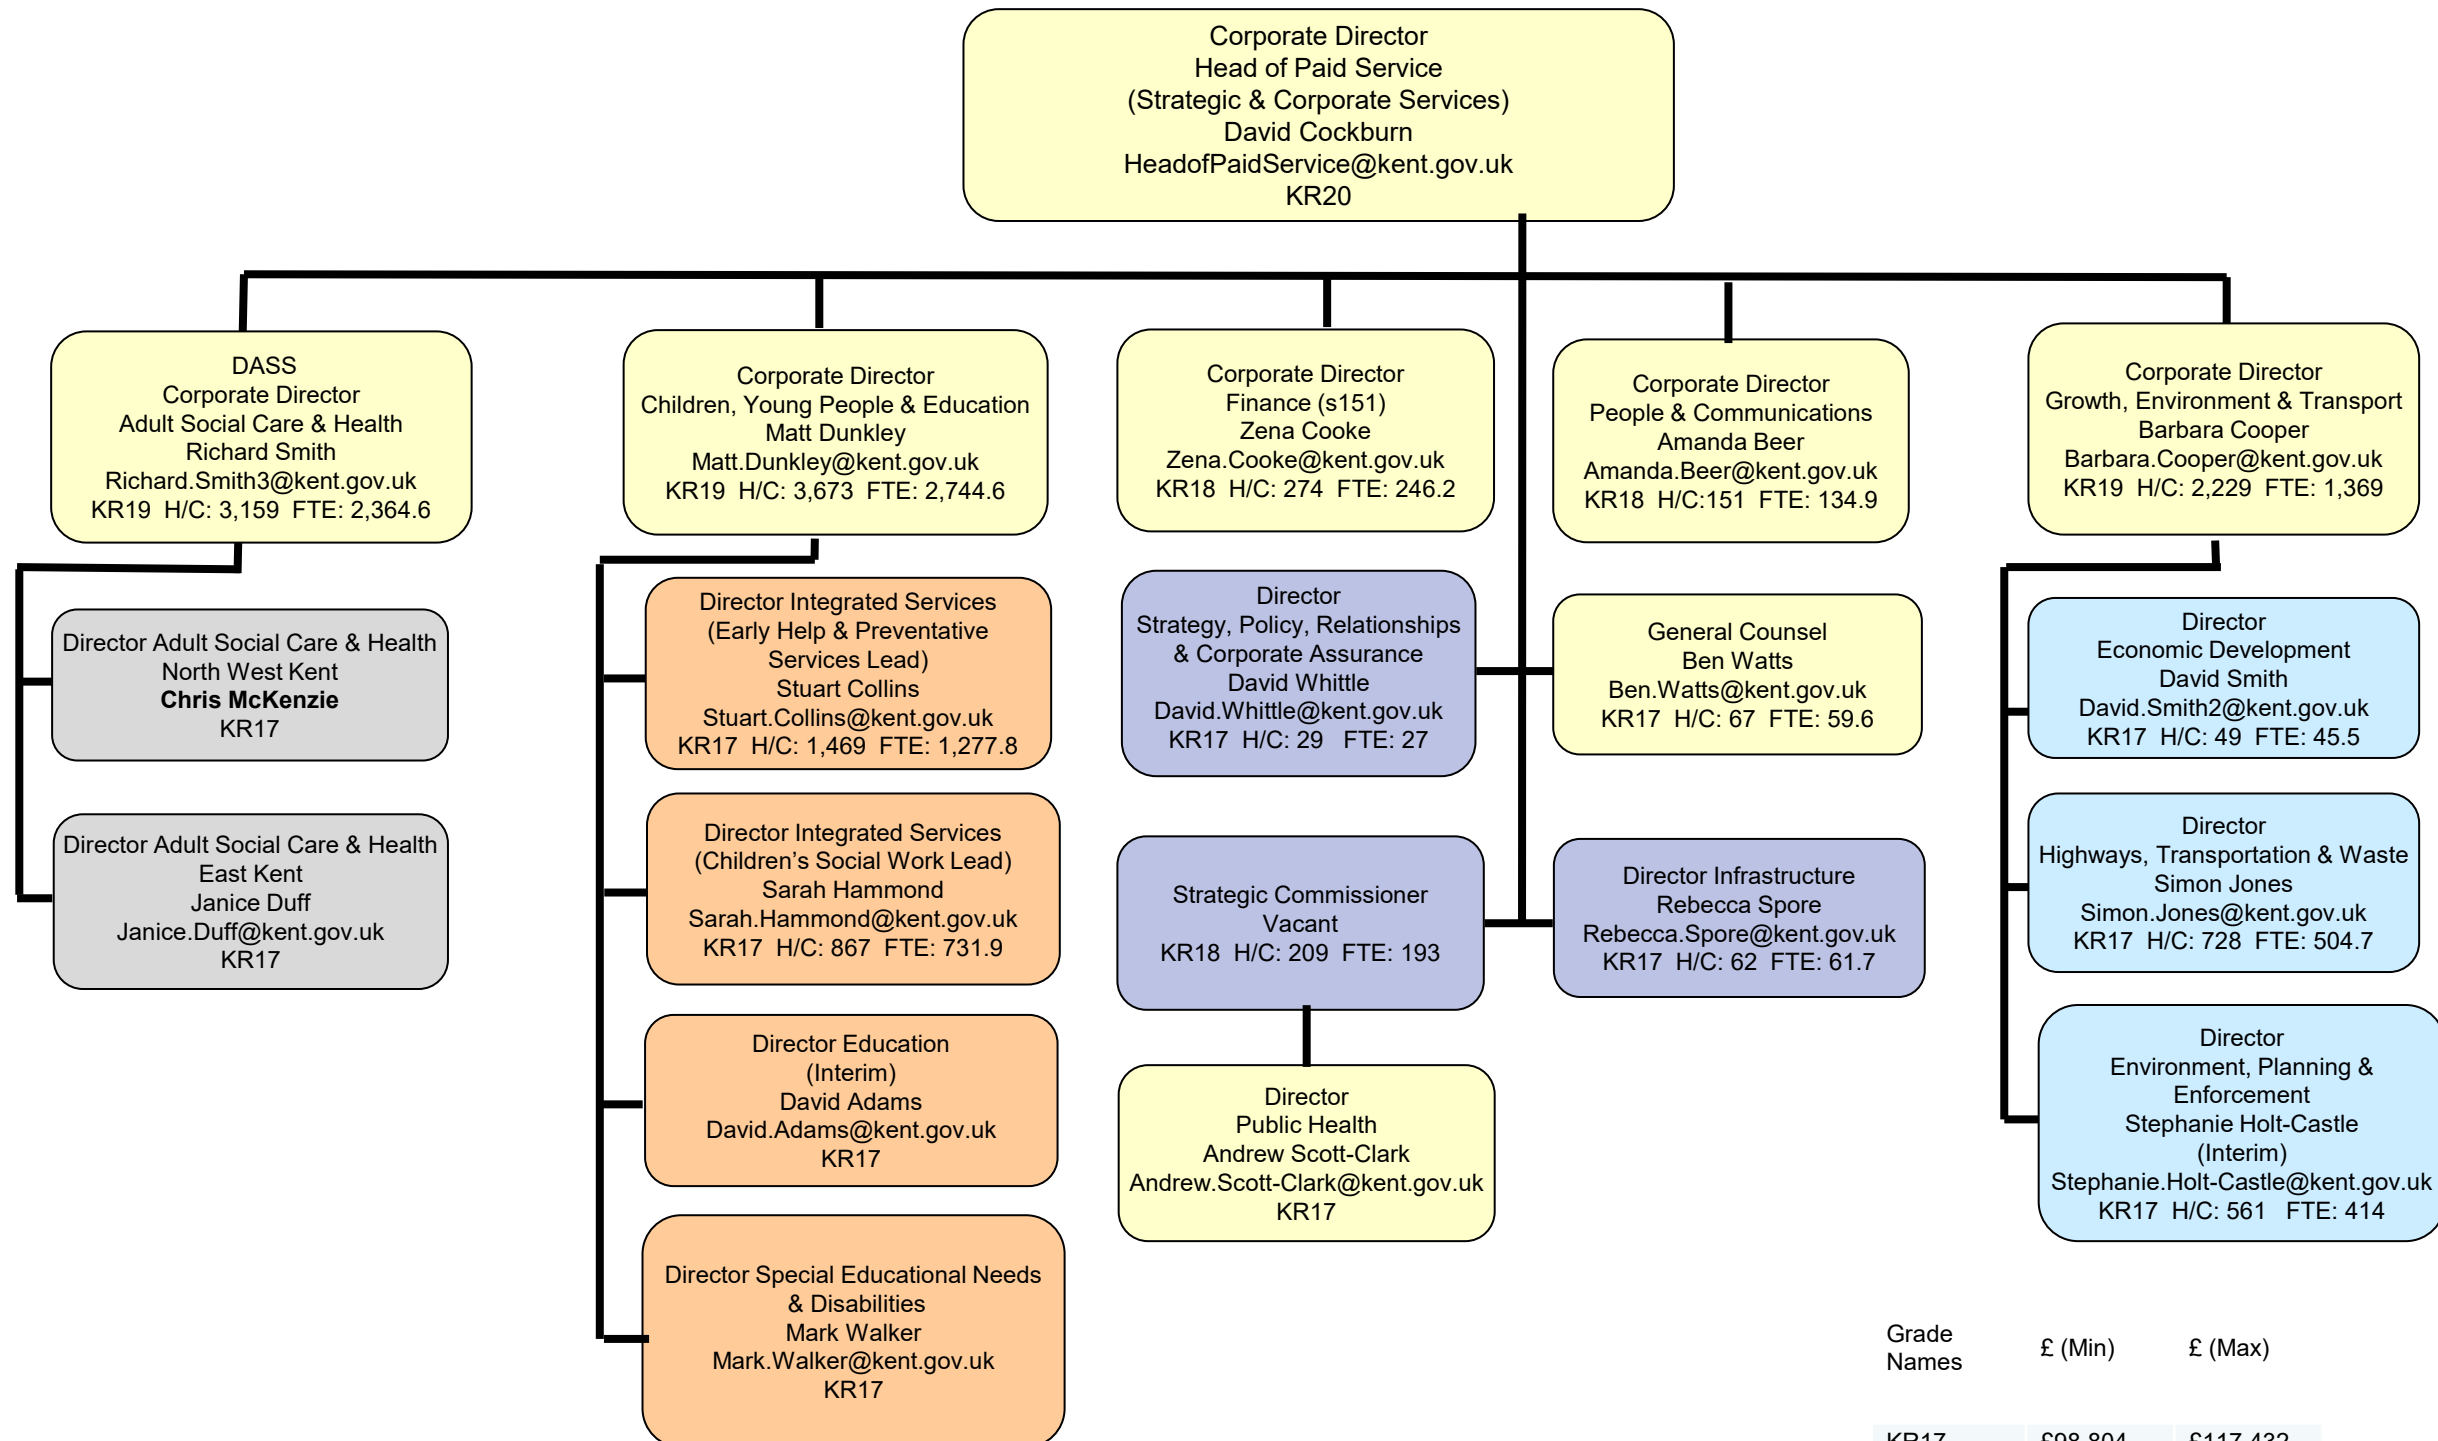 Corporate Director
Head of Paid Service
(Strategic & Corporate Services)
David Cockburn
HeadofPaidService@kent.gov.uk
KR20
DASS
Corporate Director
Adult Social Care & Health
Richard Smith
Richard.Smith3@kent.gov.uk
KR19 H/C: 3,159 FTE: 2,364.6
Corporate Director
Children, Young People & Education
Matt Dunkley
Matt.Dunkley@kent.gov.uk
KR19 H/C: 3,673 FTE: 2,744.6
Corporate Director
Finance (s151)
Zena Cooke
Zena.Cooke@kent.gov.uk
KR18 H/C: 274 FTE: 246.2
Corporate Director
People & Communications
Amanda Beer
Amanda.Beer@kent.gov.uk
KR18 H/C:151 FTE: 134.9
Corporate Director
Growth, Environment & Transport
Barbara Cooper
Barbara.Cooper@kent.gov.uk
KR19 H/C: 2,229 FTE: 1,369
Director Adult Social Care & Health
North West Kent
Chris McKenzie
KR17
Director Adult Social Care & Health
East Kent
Janice Duff
Janice.Duff@kent.gov.uk
KR17
Director Integrated Services
(Early Help & Preventative
Services Lead)
Stuart Collins
Stuart.Collins@kent.gov.uk
KR17 H/C: 1,469 FTE: 1,277.8
Director Integrated Services
(Children’s Social Work Lead)
Sarah Hammond
Sarah.Hammond@kent.gov.uk
KR17 H/C: 867 FTE: 731.9
Director Education
(Interim)
David Adams
David.Adams@kent.gov.uk
KR17
Director Special Educational Needs
& Disabilities
Mark Walker
Mark.Walker@kent.gov.uk
KR17
Director
Strategy, Policy, Relationships
& Corporate Assurance
David Whittle
David.Whittle@kent.gov.uk
KR17 H/C: 29 FTE: 27
General Counsel
Ben Watts
Ben.Watts@kent.gov.uk
KR17 H/C: 67 FTE: 59.6
Strategic Commissioner
Vacant
KR18 H/C: 209 FTE: 193
Director Infrastructure
Rebecca Spore
Rebecca.Spore@kent.gov.uk
KR17 H/C: 62 FTE: 61.7
Director
Public Health
Andrew Scott-Clark
Andrew.Scott-Clark@kent.gov.uk
KR17
Director
Economic Development
David Smith
David.Smith2@kent.gov.uk
KR17 H/C: 49 FTE: 45.5
Director
Highways, Transportation & Waste
Simon Jones
Simon.Jones@kent.gov.uk
KR17 H/C: 728 FTE: 504.7
Director
Environment, Planning &
Enforcement
Stephanie Holt-Castle
(Interim)
Stephanie.Holt-Castle@kent.gov.uk
KR17 H/C: 561 FTE: 414
Grade
Names £ (Min) £ (Max)
KR17 £98,804 £117,432